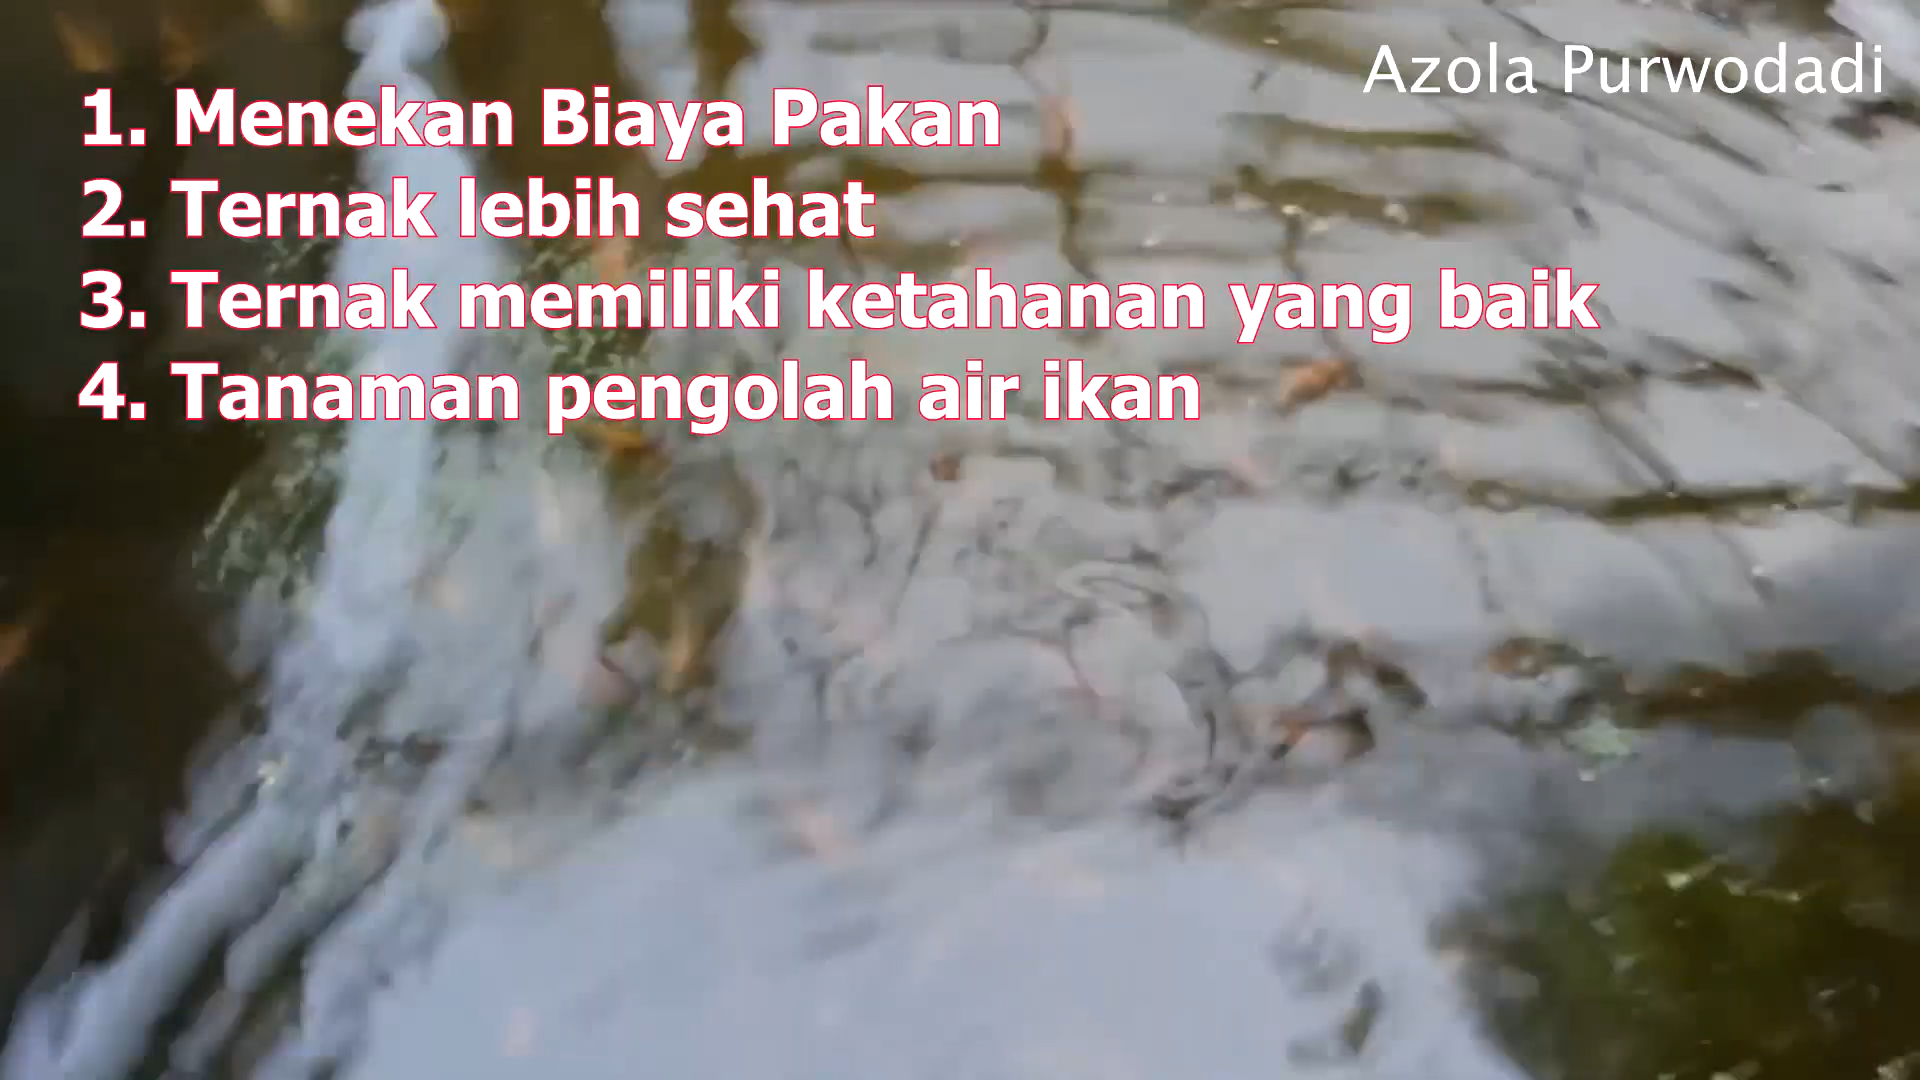 Azola Purwodadi
1. Menekan Biaya Pakan
2. Ternak lebih sehat
3. Ternak memiliki ketahanan yang baik
4. Tanaman pengolah air ikan